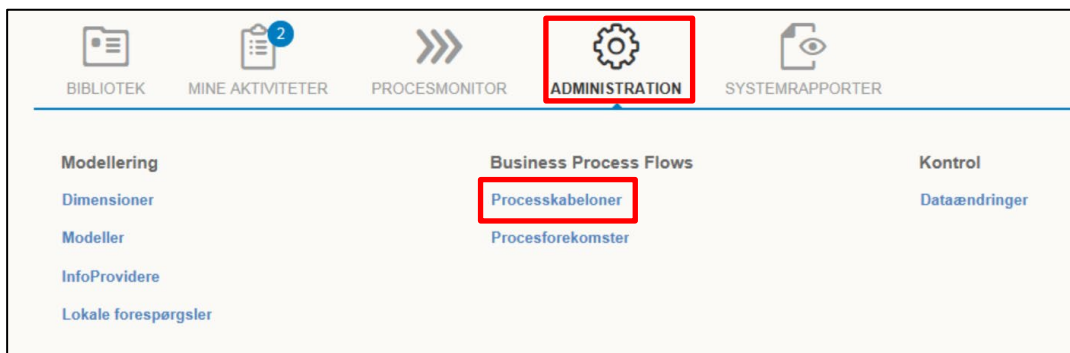 2
BIBLIOTEK MINE AKTIVITETER PROCESMONITOR ADMINISTRATION SYSTEMRAPPORTER
Modellering
Dimensioner
Modeller
InfoProvidere
Lokale forespørgsler
Business Process Flows
Processkabeloner
Procesforekomster
Kontrol
Dataændringer